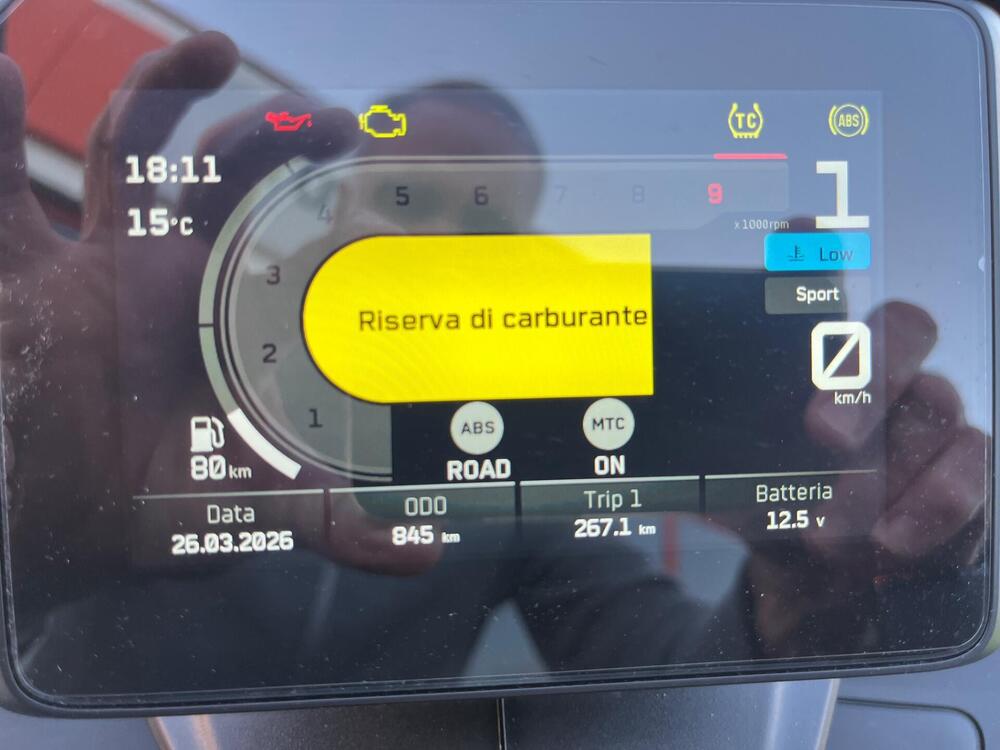 TC
ABS
18:11
15°C
1
2
3
4
5
6
7
8
9
x1000rpm
1
Low
Sport
Riserva di carburante
0
km/h
80 km
ABS
ROAD
MTC
ON
Data
26.03.2026
ODO
845 km
Trip 1
267.1 km
Batteria
12.5 v